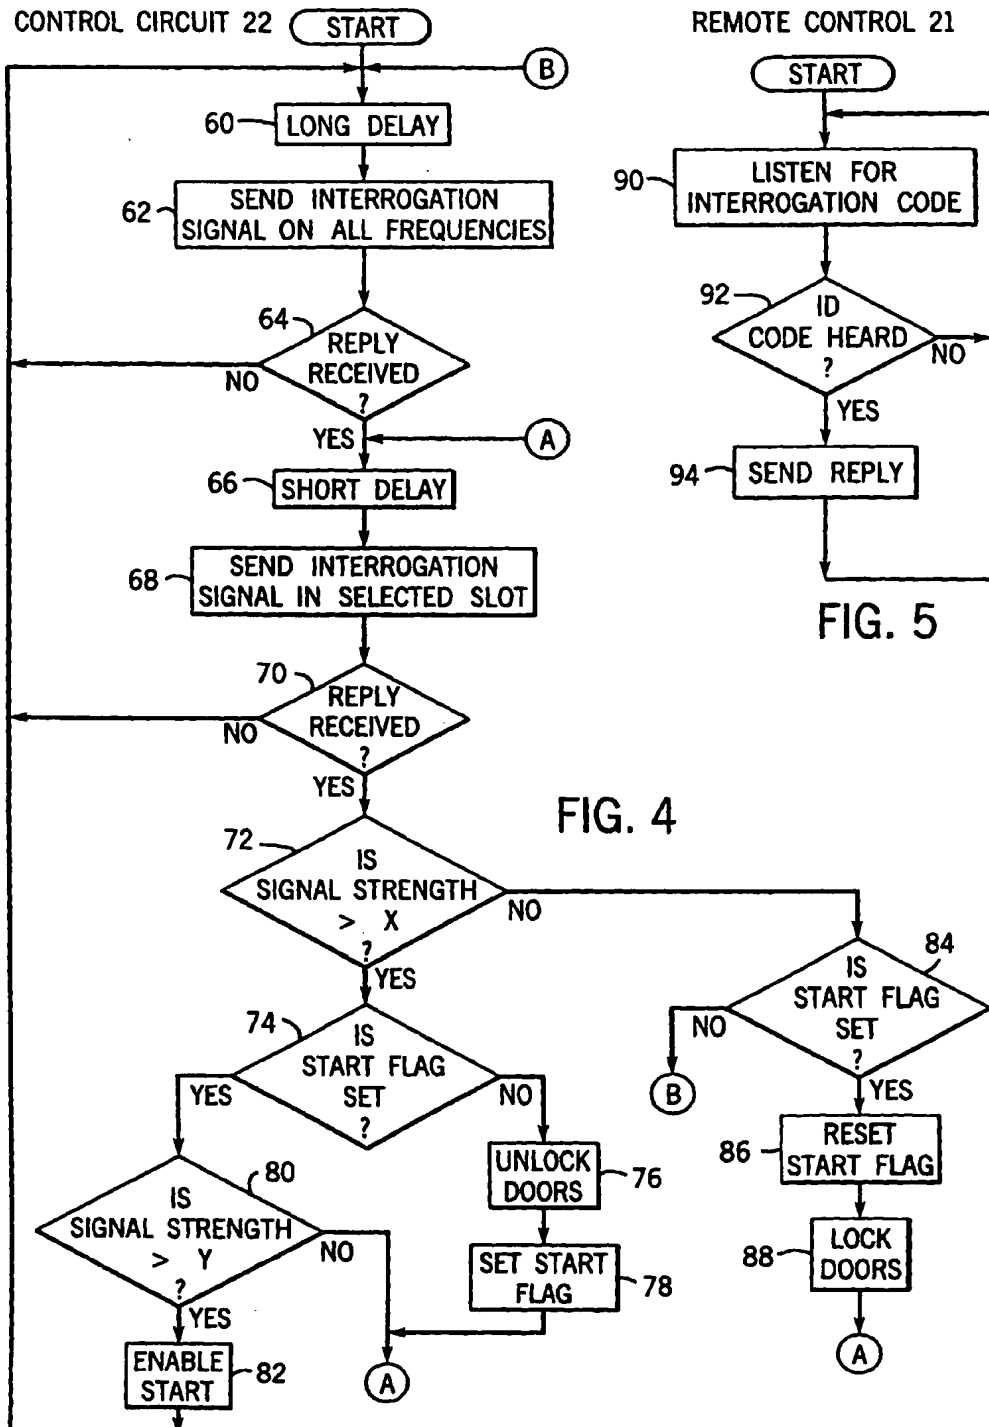 CONTROL CIRCUIT 22
START
B
60
LONG DELAY
62
SEND INTERROGATION
SIGNAL ON ALL FREQUENCIES
64
REPLY
RECEIVED
?
NO
YES
A
66
SHORT DELAY
68
SEND INTERROGATION
SIGNAL IN SELECTED SLOT
70
REPLY
RECEIVED
?
NO
YES
FIG. 4
72
IS
SIGNAL STRENGTH
> X
?
NO
YES
74
IS
START FLAG
SET
?
YES
NO
UNLOCK
DOORS
76
SET START
FLAG
78
80
IS
SIGNAL STRENGTH
> Y
?
NO
YES
ENABLE
START
82
A
84
IS
START FLAG
SET
?
NO
B
YES
86
RESET
START FLAG
88
LOCK
DOORS
A
REMOTE CONTROL 21
START
90
LISTEN FOR
INTERROGATION CODE
92
ID
CODE HEARD
?
NO
YES
94
SEND REPLY
FIG. 5